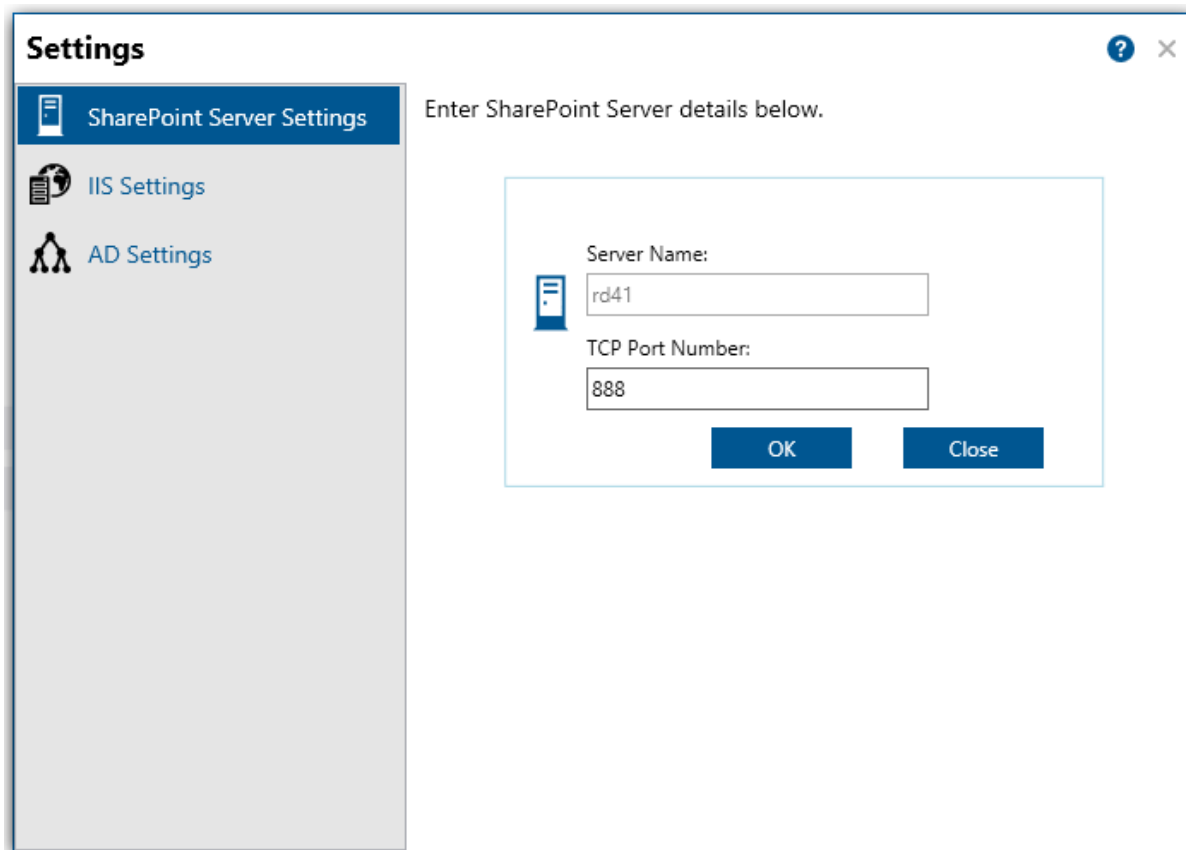 Settings
?
SharePoint Server Settings
IIS Settings
AD Settings
Enter SharePoint Server details below.
Server Name:
rd41
TCP Port Number:
888
OK
Close